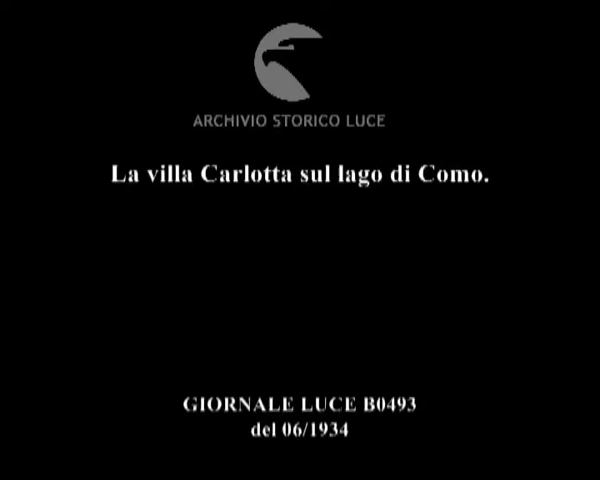 ARCHIVIO STORICO LUCE
La villa Carlotta sul lago di Como.
GIORNALE LUCE B0493
del 06/1934